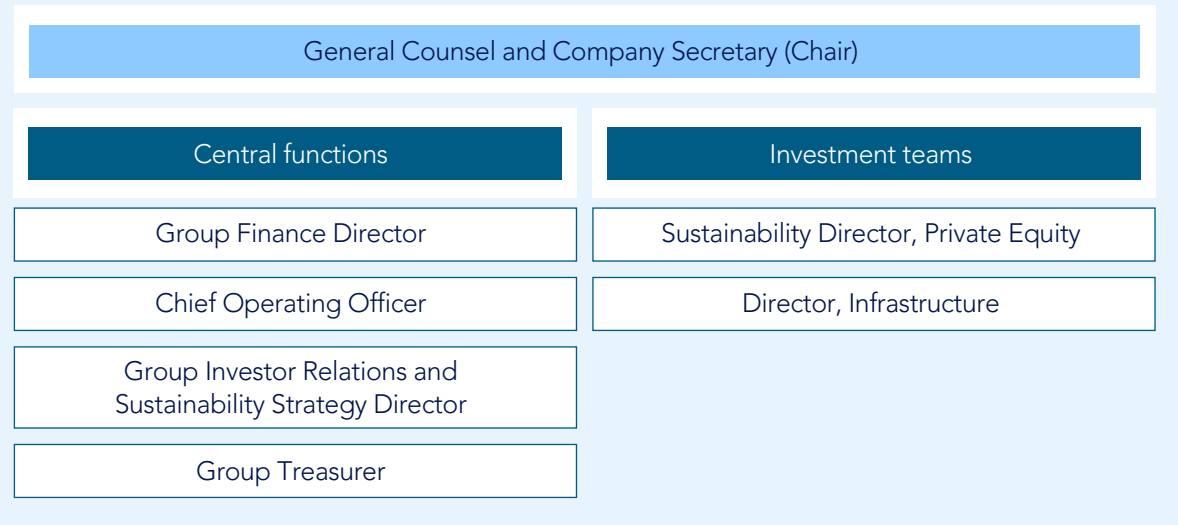 General Counsel and Company Secretary (Chair)
Central functions
Group Finance Director
Chief Operating Officer
Group Investor Relations and
Sustainability Strategy Director
Group Treasurer
Investment teams
Sustainability Director, Private Equity
Director, Infrastructure